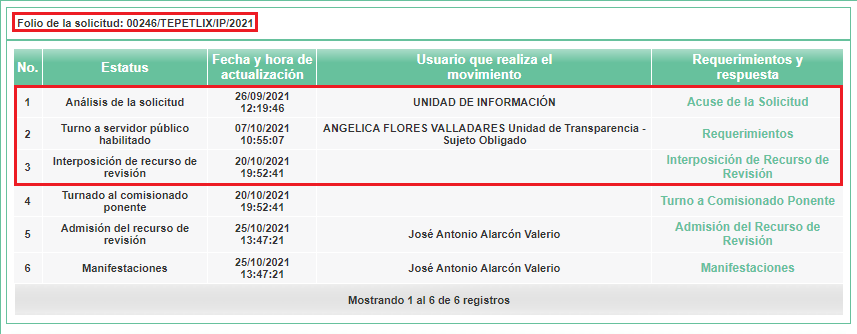 Folio de la solicitud: 00246/TEPETLIX/IP/2021
No. Estatus Fecha y hora de actualización Usuario que realiza el movimiento Requerimientos y respuesta
1 Análisis de la solicitud 26/09/2021 12:19:46 UNIDAD DE INFORMACIÓN Acuse de la Solicitud
2 Turno a servidor público habilitado 07/10/2021 10:55:07 ANGELICA FLORES VALLADARES Unidad de Transparencia - Sujeto Obligado Requerimientos
3 Interposición de recurso de revisión 20/10/2021 19:52:41 Interposición de Recurso de Revisión
4 Turnado al comisionado ponente 20/10/2021 19:52:41 Turno a Comisionado Ponente
5 Admisión del recurso de revisión 25/10/2021 13:47:21 José Antonio Alarcón Valerio Admisión del Recurso de Revisión
6 Manifestaciones 25/10/2021 13:47:21 José Antonio Alarcón Valerio Manifestaciones
Mostrando 1 al 6 de 6 registros